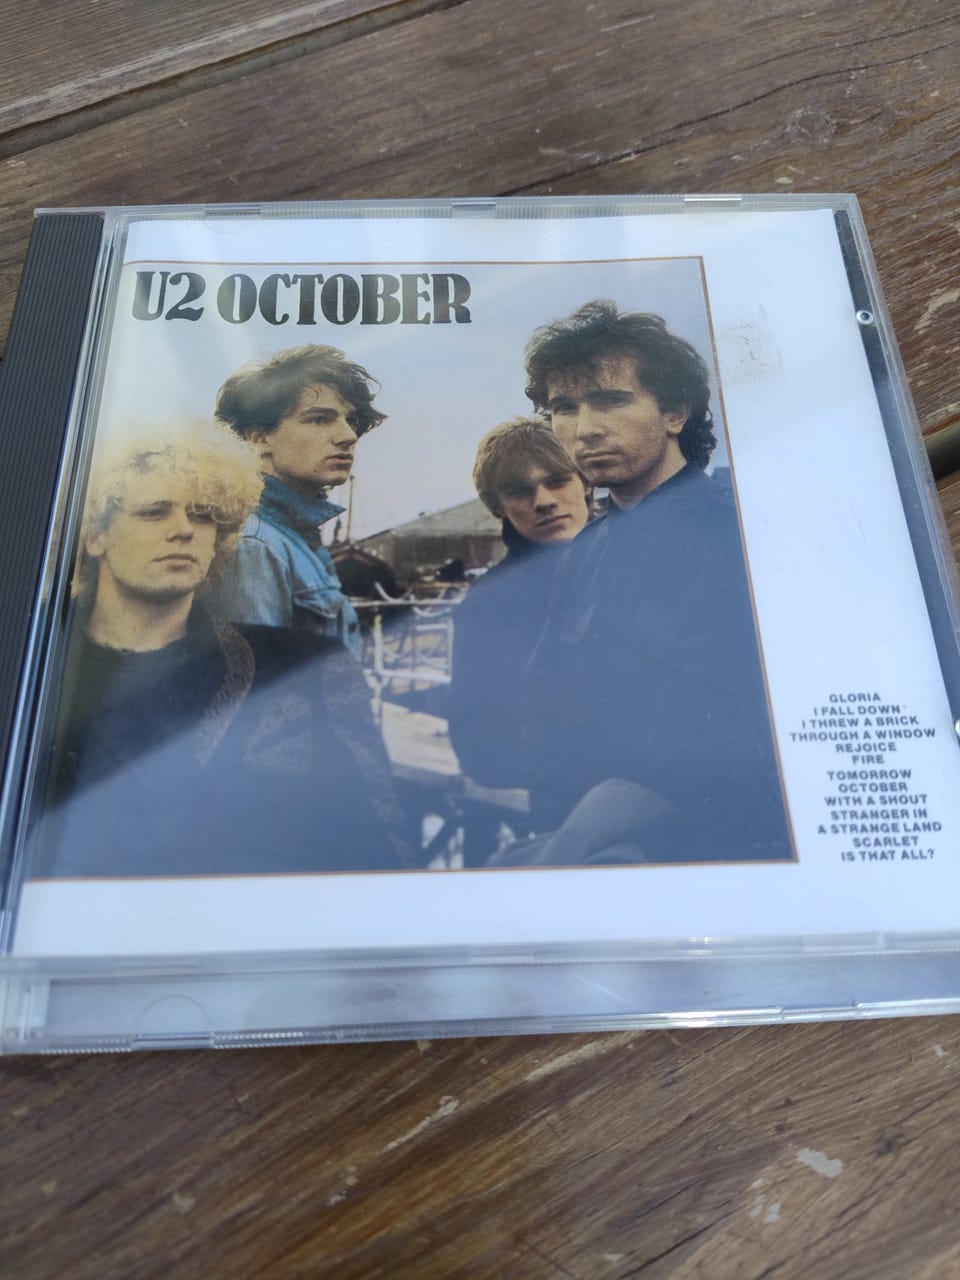 U2 OCTOBER
GLORIA
I FALL DOWN
I THREW A BRICK
THROUGH A WINDOW
REJOICE
FIRE
TOMORROW
OCTOBER
WITH A SHOUT
STRANGER IN
A STRANGE LAND
SCARLET
IS THAT ALL?